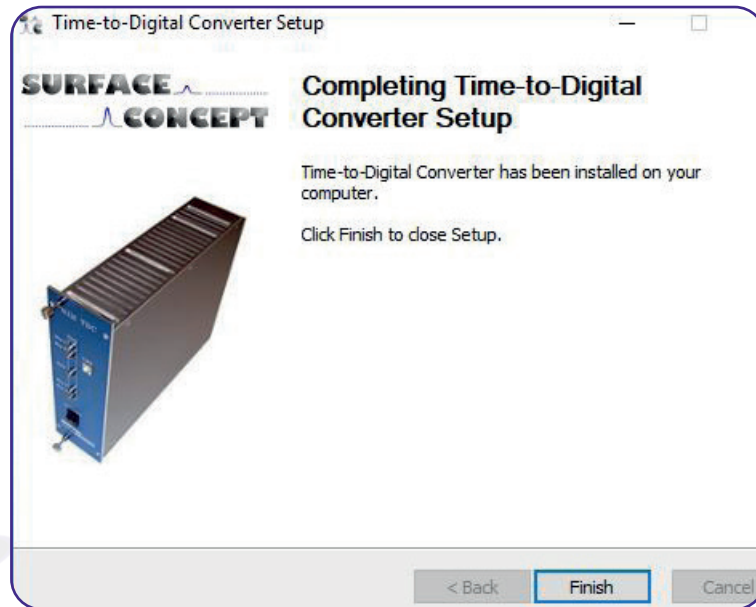 Time-to-Digital Converter Setup
SURFACE
CONCEPT
Completing Time-to-Digital
Converter Setup
Time-to-Digital Converter has been installed on your
computer.
Click Finish to close Setup.
TDC
< Back
Finish
Cancel